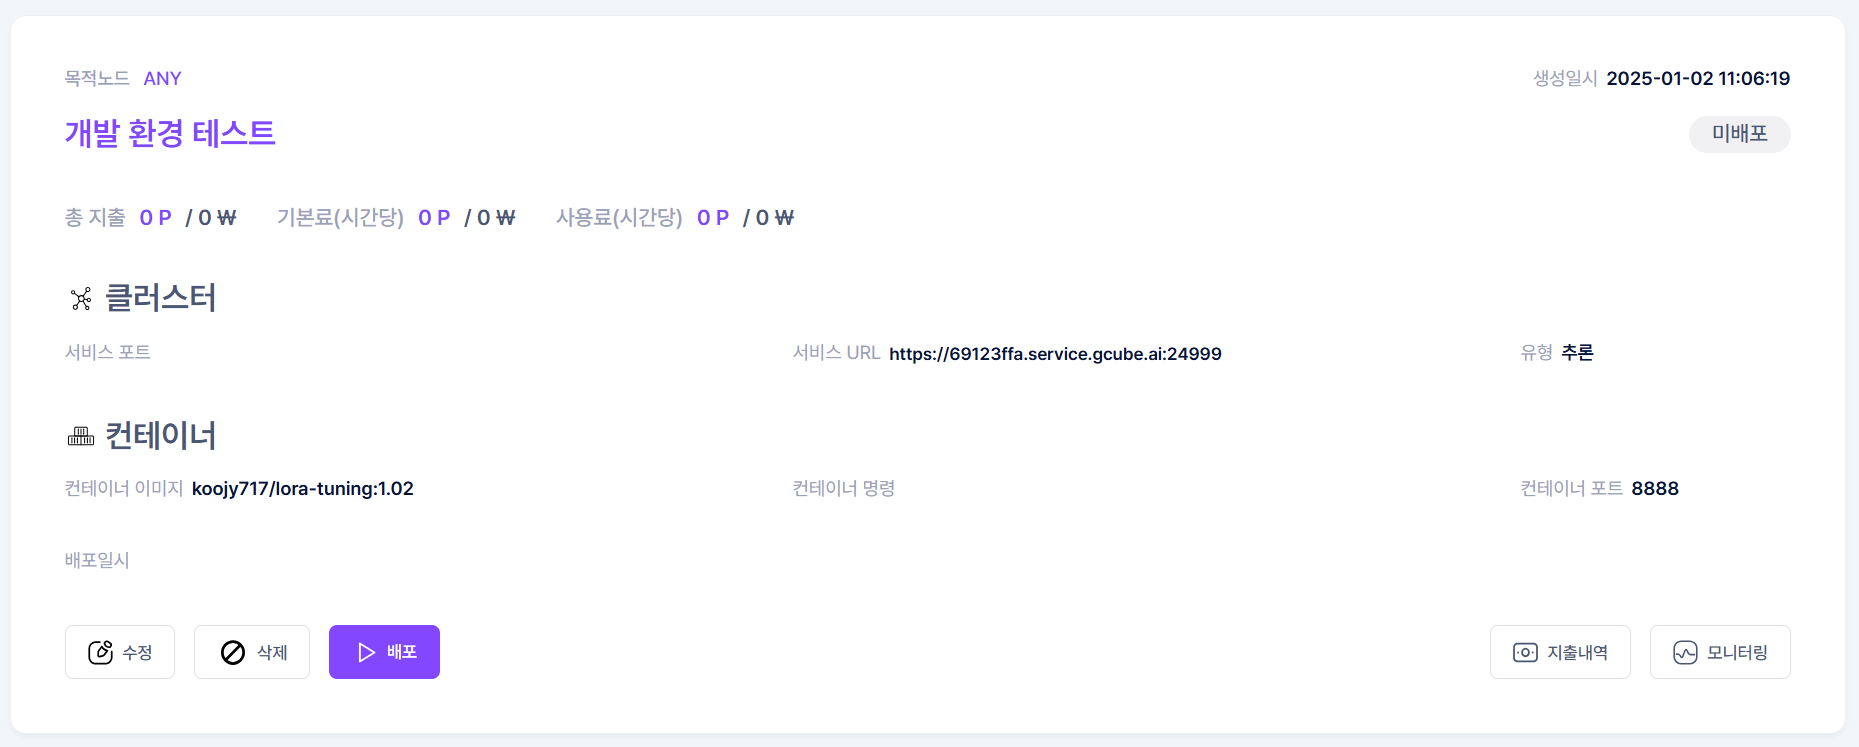 목적노드 ANY 생성일시 2025-01-02 11:06:19
개발 환경 테스트 미배포
총 지출 0 P / 0 ₩ 기본료(시간당) 0 P / 0 ₩ 사용료(시간당) 0 P / 0 ₩
클러스터
서비스 포트 서비스 URL https://69123ffa.service.gcube.ai:24999 유형 추론
컨테이너
컨테이너 이미지 koojy717/lora-tuning:1.02 컨테이너 명령 컨테이너 포트 8888
배포일시
수정 삭제 배포 지출내역 모니터링